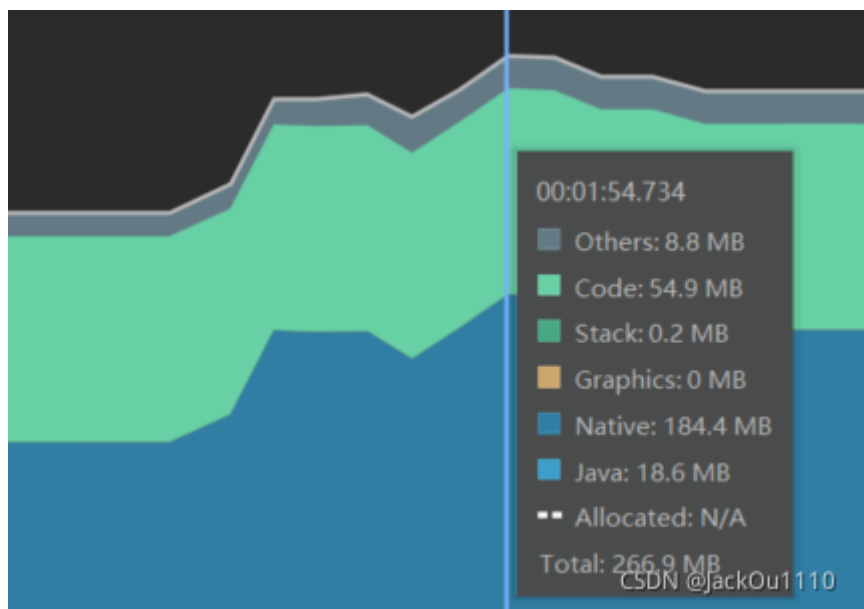 00:01:54.734
Others: 8.8 MB
Code: 54.9 MB
Stack: 0.2 MB
Graphics: 0 MB
Native: 184.4 MB
Java: 18.6 MB
Allocated: N/A
Total: 266.9 MB
CSDN @JackOu1110